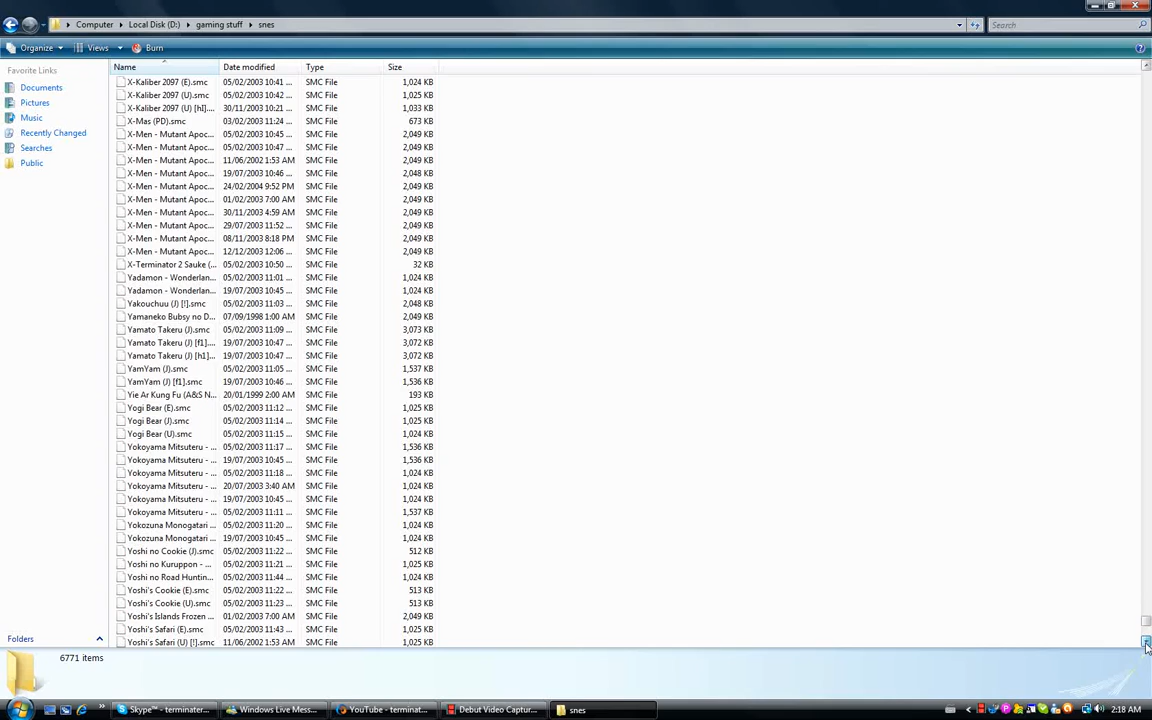 Computer ▸ Local Disk (D:) ▸ gaming stuff ▸ snes
Search
Organize Views Burn
Favorite Links
Documents
Pictures
Music
Recently Changed
Searches
Public
Folders
Name Date modified Type Size
X-Kaliber 2097 (E).smc 05/02/2003 10:41 ... SMC File 1,024 KB
X-Kaliber 2097 (U).smc 05/02/2003 10:42 ... SMC File 1,025 KB
X-Kaliber 2097 (U) [hI].... 30/11/2003 10:21 ... SMC File 1,033 KB
X-Mas (PD).smc 03/02/2003 11:24 ... SMC File 673 KB
X-Men - Mutant Apoc... 05/02/2003 10:45 ... SMC File 2,049 KB
X-Men - Mutant Apoc... 05/02/2003 10:47 ... SMC File 2,049 KB
X-Men - Mutant Apoc... 11/06/2002 1:53 AM SMC File 2,049 KB
X-Men - Mutant Apoc... 19/07/2003 10:46 ... SMC File 2,048 KB
X-Men - Mutant Apoc... 24/02/2004 9:52 PM SMC File 2,049 KB
X-Men - Mutant Apoc... 01/02/2003 7:00 AM SMC File 2,049 KB
X-Men - Mutant Apoc... 30/11/2003 4:59 AM SMC File 2,049 KB
X-Men - Mutant Apoc... 29/07/2003 11:52 ... SMC File 2,049 KB
X-Men - Mutant Apoc... 08/11/2003 8:18 PM SMC File 2,049 KB
X-Men - Mutant Apoc... 12/12/2003 12:06 ... SMC File 2,049 KB
X-Terminator 2 Sauke (... 05/02/2003 10:50 ... SMC File 32 KB
Yadamon - Wonderlan... 05/02/2003 11:01 ... SMC File 1,024 KB
Yadamon - Wonderlan... 19/07/2003 10:45 ... SMC File 1,024 KB
Yakouchuu (J) [!].smc 05/02/2003 11:03 ... SMC File 2,048 KB
Yamaneko Bubsy no D... 07/09/1998 1:00 AM SMC File 2,049 KB
Yamato Takeru (J).smc 05/02/2003 11:09 ... SMC File 3,073 KB
Yamato Takeru (J) [f1].... 19/07/2003 10:47 ... SMC File 3,072 KB
Yamato Takeru (J) [h1]... 19/07/2003 10:47 ... SMC File 3,072 KB
YamYam (J).smc 05/02/2003 11:05 ... SMC File 1,537 KB
YamYam (J) [f1].smc 19/07/2003 10:46 ... SMC File 1,536 KB
Yie Ar Kung Fu (A&S N... 20/01/1999 2:00 AM SMC File 193 KB
Yogi Bear (E).smc 05/02/2003 11:12 ... SMC File 1,025 KB
Yogi Bear (J).smc 05/02/2003 11:14 ... SMC File 1,025 KB
Yogi Bear (U).smc 05/02/2003 11:15 ... SMC File 1,024 KB
Yokoyama Mitsuteru - ... 05/02/2003 11:17 ... SMC File 1,536 KB
Yokoyama Mitsuteru - ... 19/07/2003 10:45 ... SMC File 1,536 KB
Yokoyama Mitsuteru - ... 05/02/2003 11:18 ... SMC File 1,024 KB
Yokoyama Mitsuteru - ... 20/07/2003 3:40 AM SMC File 1,024 KB
Yokoyama Mitsuteru - ... 19/07/2003 10:45 ... SMC File 1,024 KB
Yokoyama Mitsuteru - ... 05/02/2003 11:11 ... SMC File 1,537 KB
Yokozuna Monogatari ... 05/02/2003 11:20 ... SMC File 1,024 KB
Yokozuna Monogatari ... 19/07/2003 10:45 ... SMC File 1,024 KB
Yoshi no Cookie (J).smc 05/02/2003 11:22 ... SMC File 512 KB
Yoshi no Kuruppon - ... 05/02/2003 11:21 ... SMC File 1,025 KB
Yoshi no Road Huntin... 05/02/2003 11:44 ... SMC File 1,024 KB
Yoshi's Cookie (E).smc 05/02/2003 11:22 ... SMC File 513 KB
Yoshi's Cookie (U).smc 05/02/2003 11:23 ... SMC File 513 KB
Yoshi's Islands Frozen ... 01/02/2003 7:00 AM SMC File 2,049 KB
Yoshi's Safari (E).smc 05/02/2003 11:43 ... SMC File 1,025 KB
Yoshi's Safari (U) [!].smc 11/06/2002 1:53 AM SMC File 1,025 KB
6771 items
Skype™ - terminater... Windows Live Mess... YouTube - terminat... Debut Video Captur... snes 2:18 AM